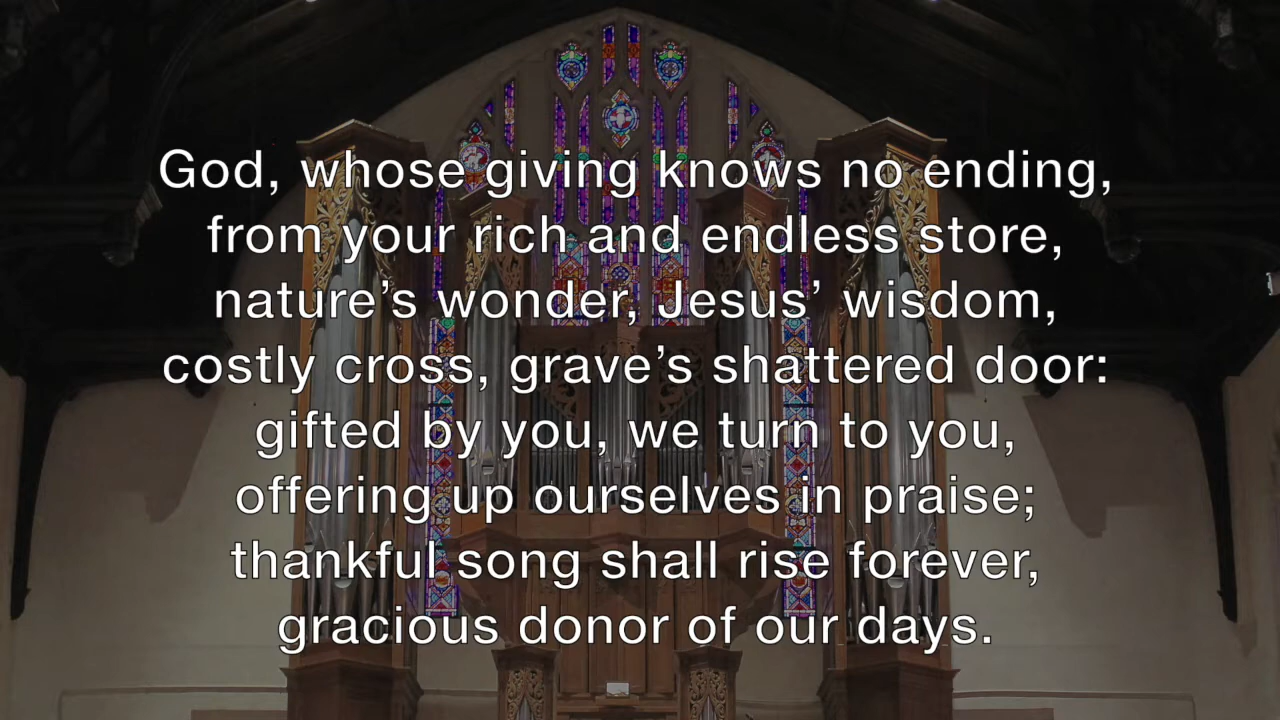 God, whose giving knows no ending,
from your rich and endless store,
nature’s wonder, Jesus’ wisdom,
costly cross, grave’s shattered door:
gifted by you, we turn to you,
offering up ourselves in praise;
thankful song shall rise forever,
gracious donor of our days.